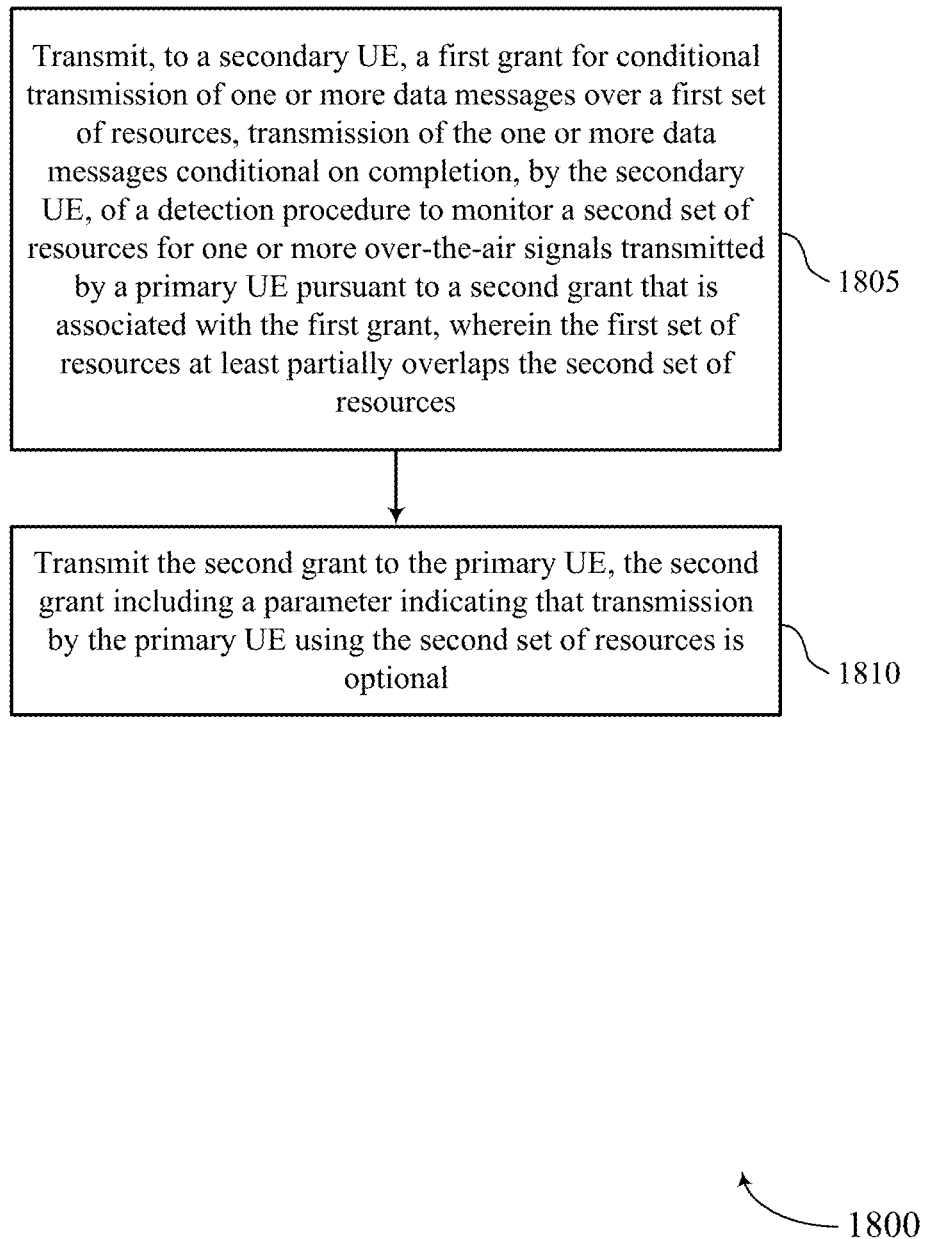 Transmit, to a secondary UE, a first grant for conditional
transmission of one or more data messages over a first set
of resources, transmission of the one or more data
messages conditional on completion, by the secondary
UE, of a detection procedure to monitor a second set of
resources for one or more over-the-air signals transmitted
by a primary UE pursuant to a second grant that is
associated with the first grant, wherein the first set of
resources at least partially overlaps the second set of
resources
1805
Transmit the second grant to the primary UE, the second
grant including a parameter indicating that transmission
by the primary UE using the second set of resources is
optional
1810
1800